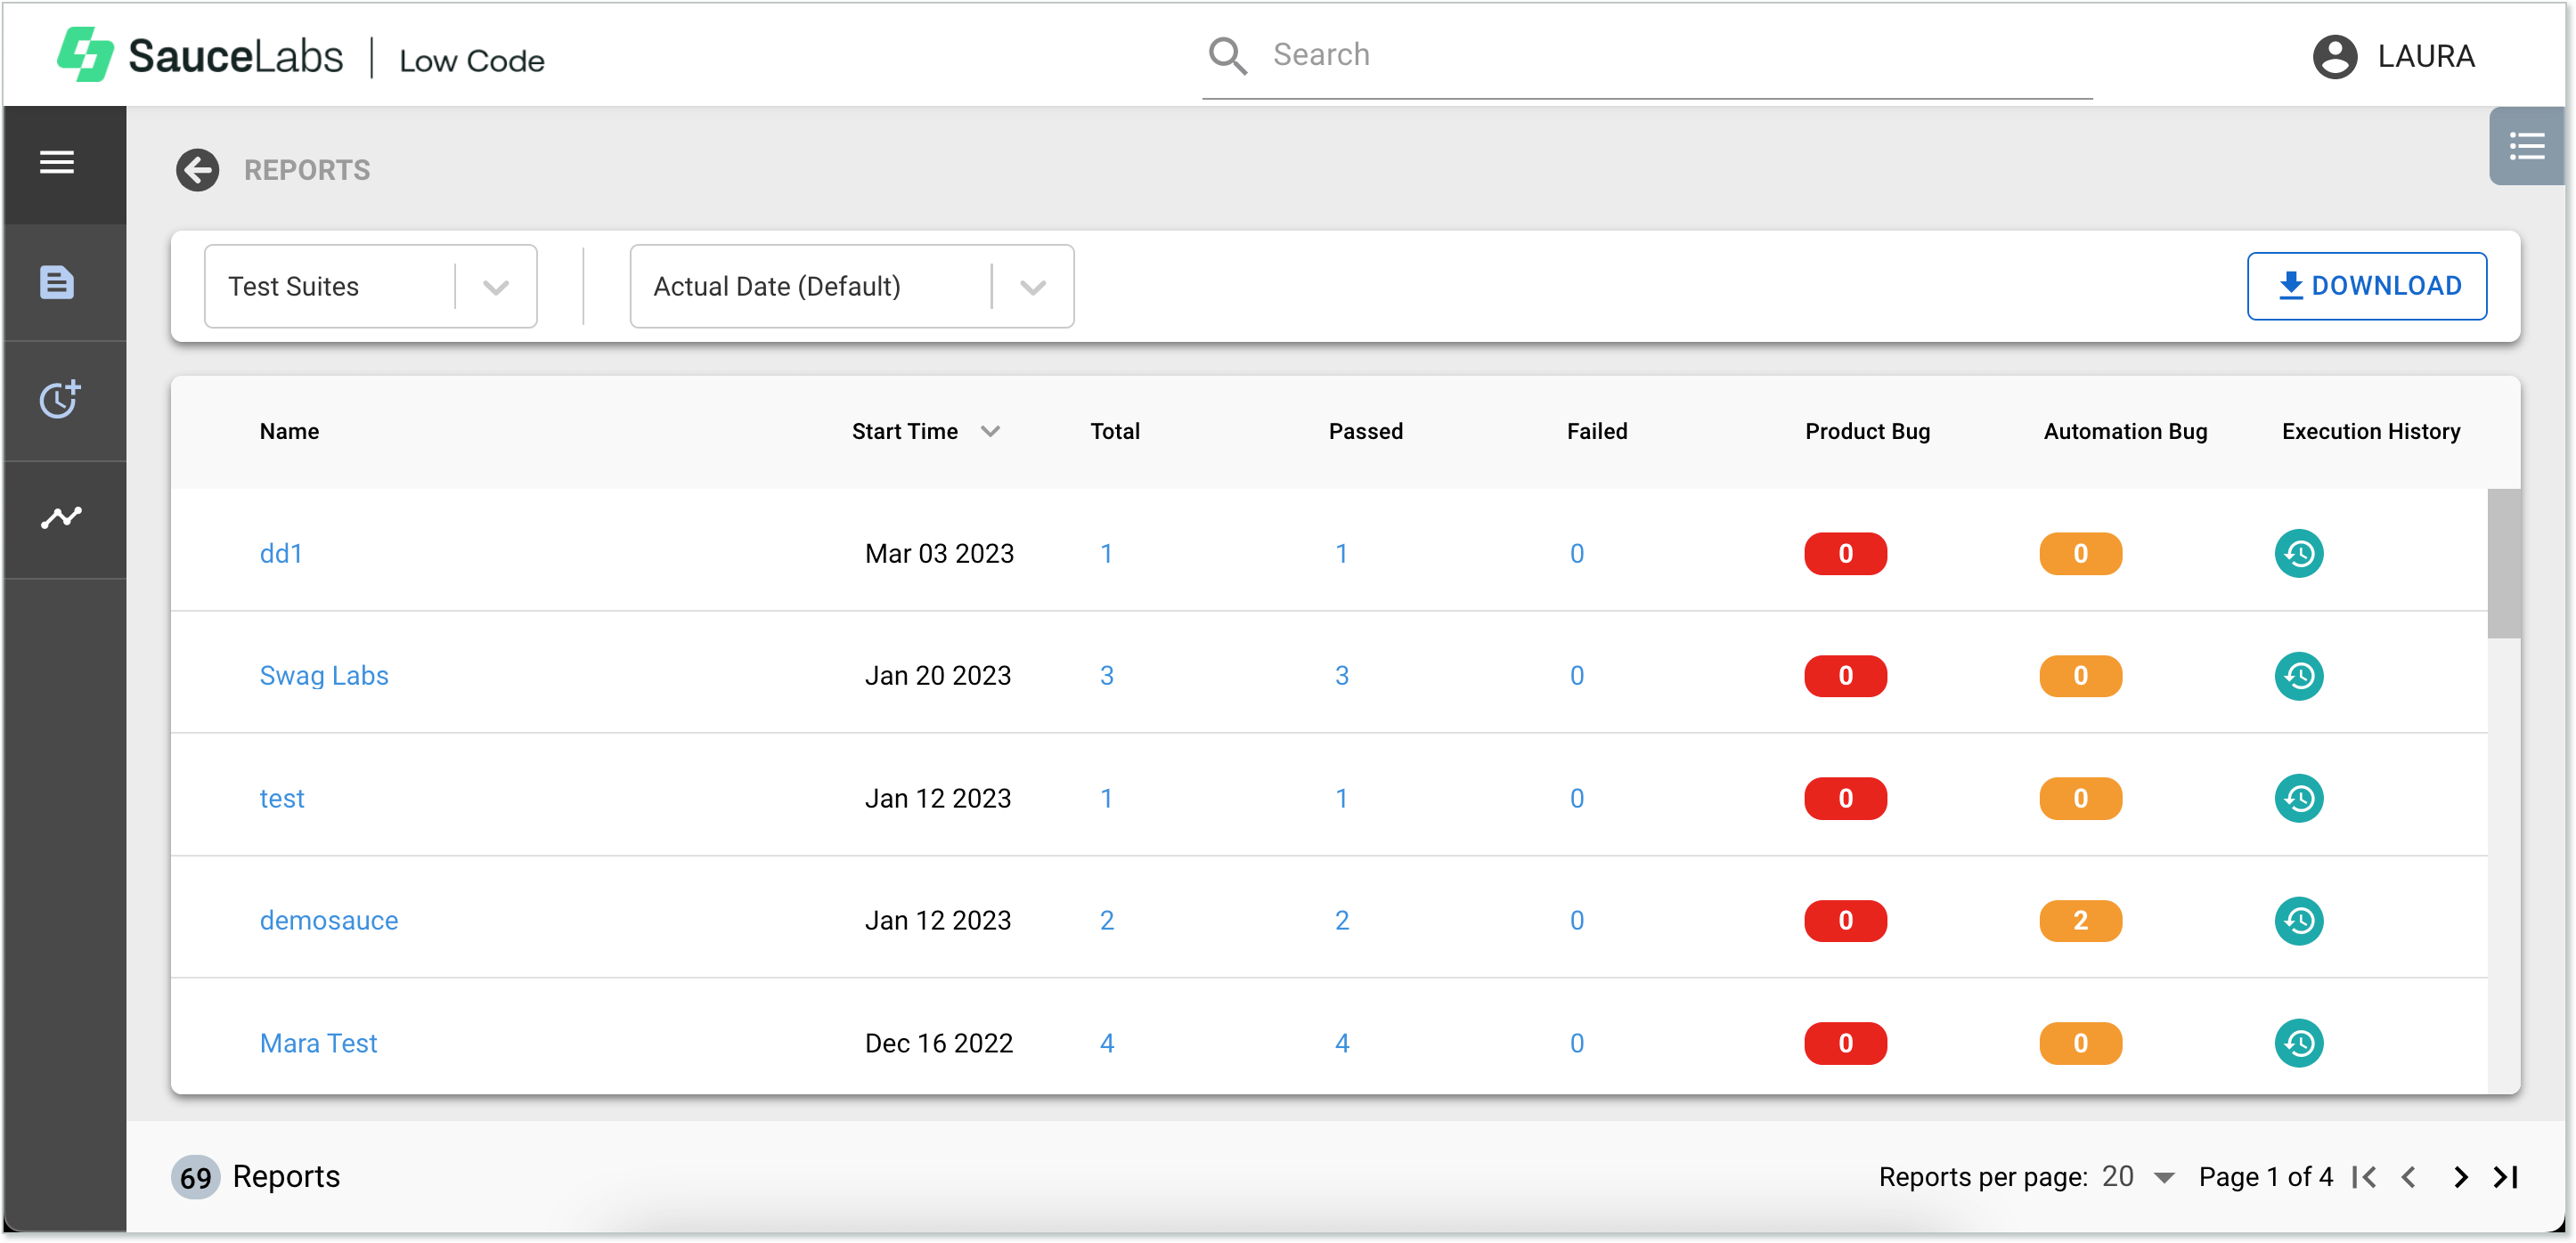 SauceLabs | Low Code
Search
LAURA
REPORTS
Test Suites
Actual Date (Default)
DOWNLOAD
Name Start Time Total Passed Failed Product Bug Automation Bug Execution History
dd1 Mar 03 2023 1 1 0 0 0
Swag Labs Jan 20 2023 3 3 0 0 0
test Jan 12 2023 1 1 0 0 0
demosauce Jan 12 2023 2 2 0 0 2
Mara Test Dec 16 2022 4 4 0 0 0
69 Reports
Reports per page: 20 Page 1 of 4